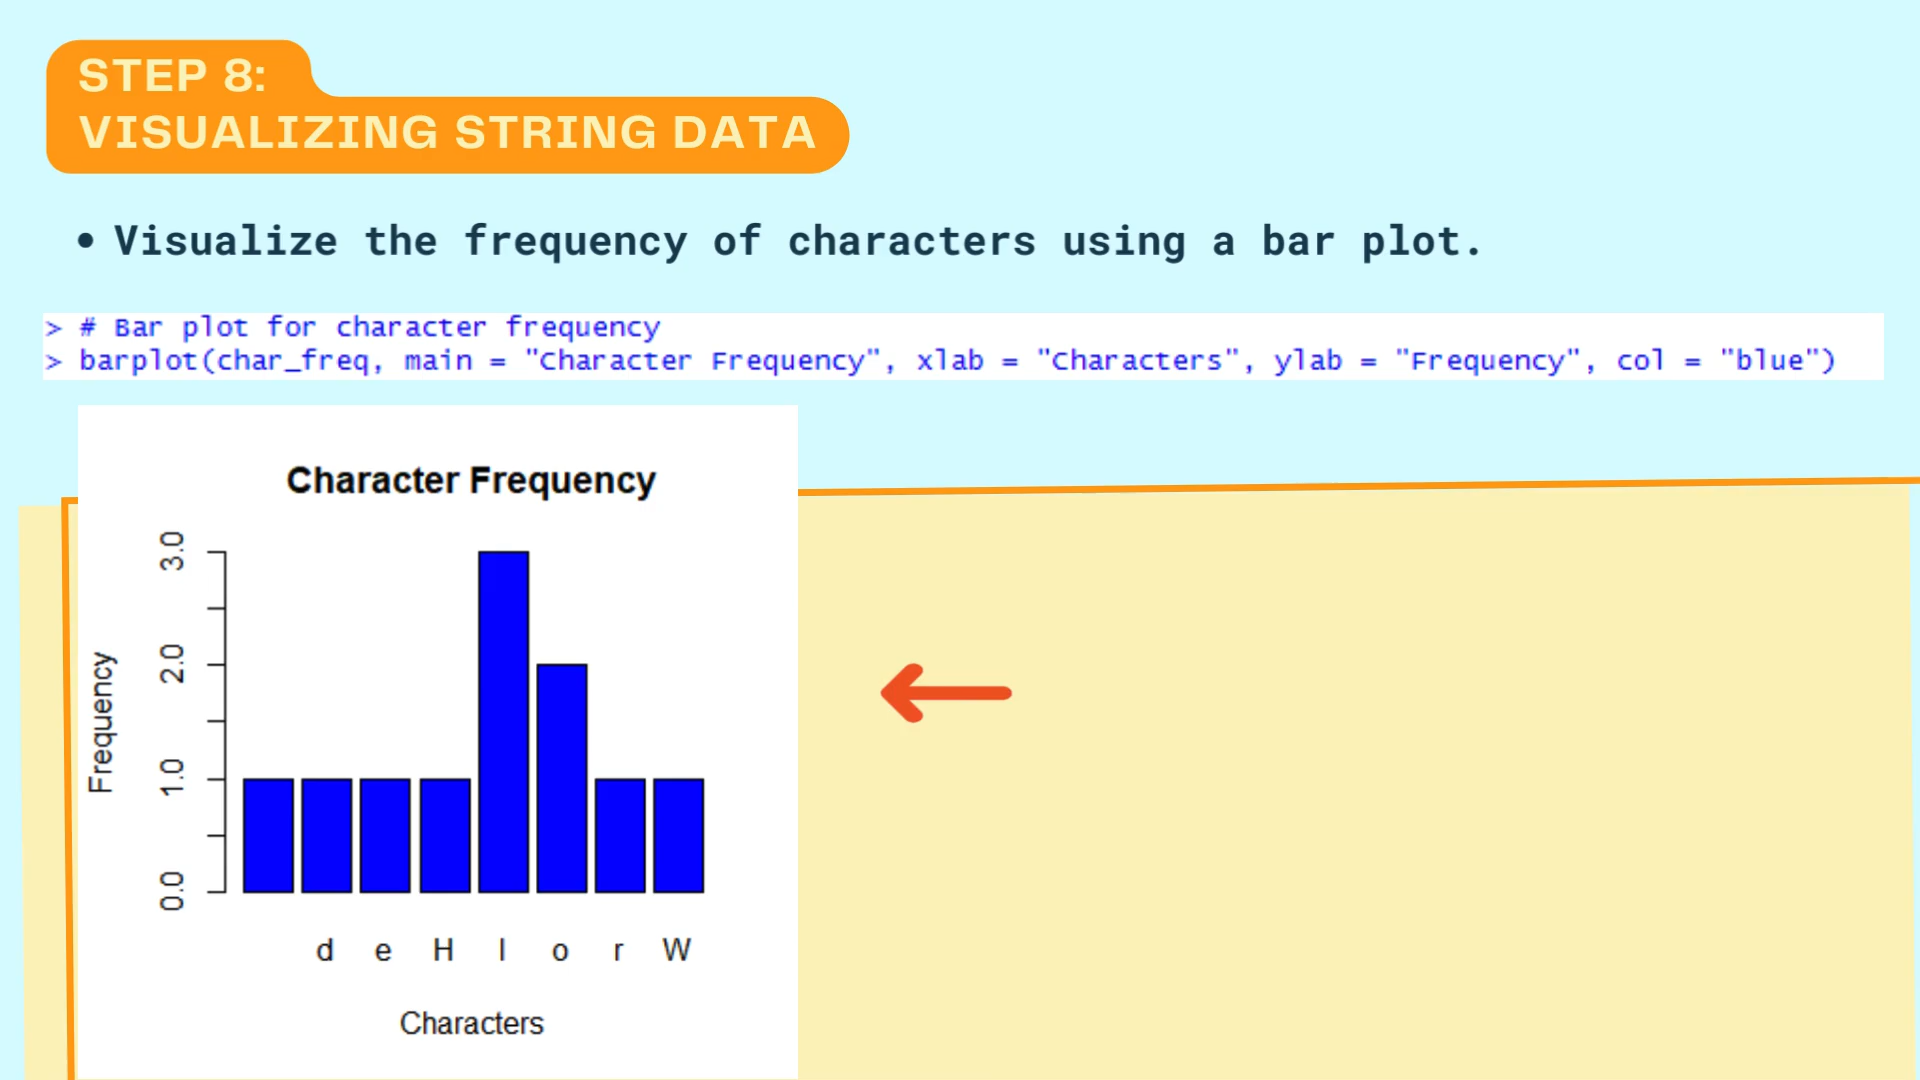 STEP 8:
VISUALIZING STRING DATA
• Visualize the frequency of characters using a bar plot.
> # Bar plot for character frequency
> barplot(char_freq, main = "Character Frequency", xlab = "Characters", ylab = "Frequency", col = "blue")
Character Frequency
Frequency
3.0
2.0
1.0
0.0
d e H l o r W
Characters